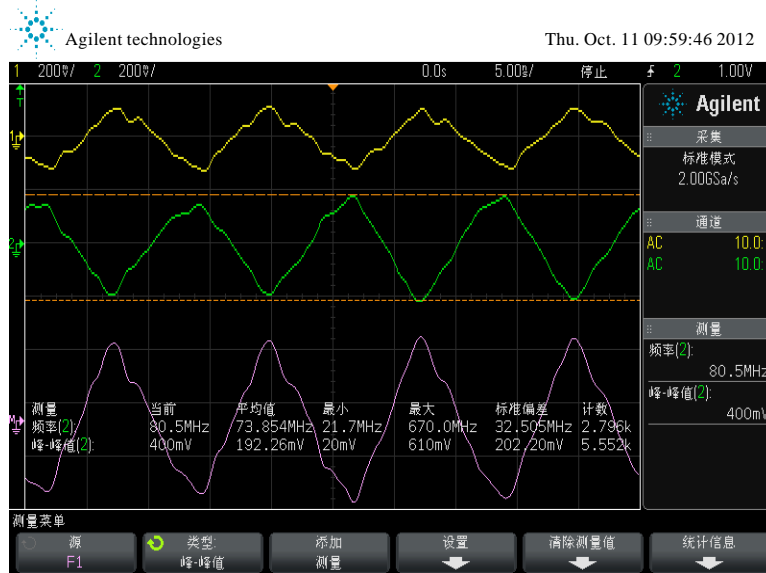 Agilent technologies
Thu. Oct. 11 09:59:46 2012
1 200V/ 2 200V/ 0.0s 5.00s/ 停止 2 1.00V
T
Agilent
采集
标准模式
2.00GSa/s
1
通道
AC 10.0:
AC 10.0:
2
测量
频率(2):
80.5MHz
峰-峰值(2):
400mV
测量 当前 平均值 最小 最大 标准偏差 计数
频率(2): 80.5MHz 73.854MHz 21.7MHz 670.0MHz 32.505MHz 2.796k
峰-峰值(2): 400mV 192.26mV 20mV 610mV 202.20mV 5.552k
M
测量菜单
源
F1
类型:
峰-峰值
添加
测量
设置
清除测量值
统计信息